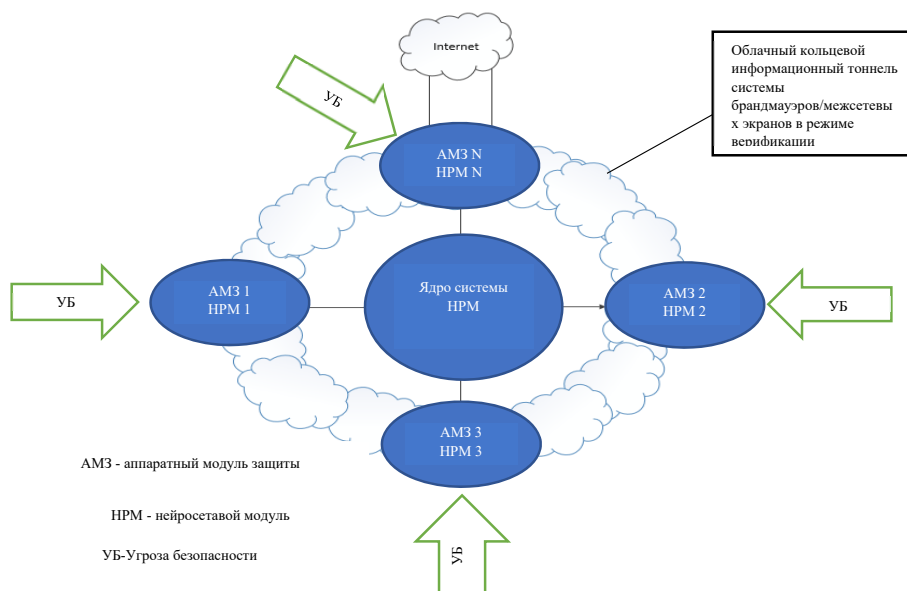 Internet
Облачный кольцевой
информационный тоннель
системы
брандмауэров/межсетевы
х экранов в режиме
верификации
УБ
АМЗ N
НРМ N
Ядро системы
НРМ
АМЗ 1
НРМ 1
АМЗ 2
НРМ 2
УБ
УБ
АМЗ 3
НРМ 3
АМЗ - аппаратный модуль защиты
НРМ - нейросетавой модуль
УБ-Угроза безопасности
УБ